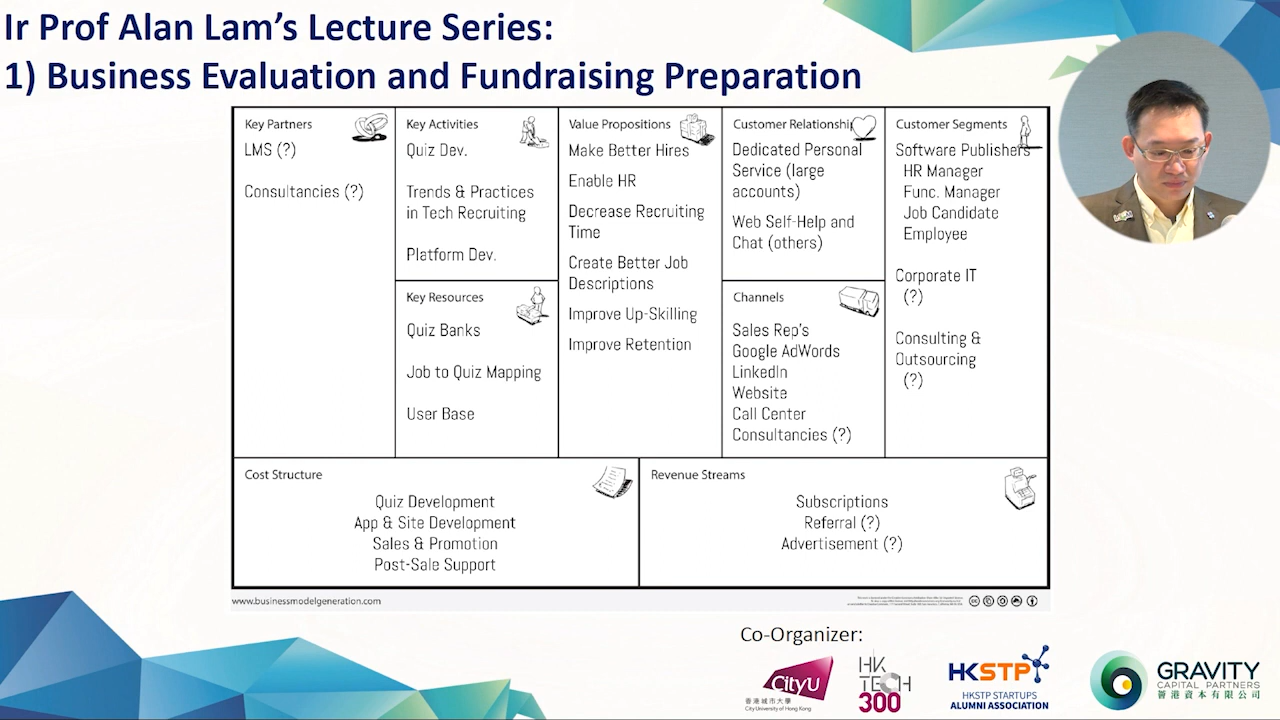 Ir Prof Alan Lam’s Lecture Series:
1) Business Evaluation and Fundraising Preparation
Key Partners
LMS (?)
Consultancies (?)
Key Activities
Quiz Dev.
Trends & Practices
in Tech Recruiting
Platform Dev.
Key Resources
Quiz Banks
Job to Quiz Mapping
User Base
Value Propositions
Make Better Hires
Enable HR
Decrease Recruiting
Time
Create Better Job
Descriptions
Improve Up-Skilling
Improve Retention
Customer Relationship
Dedicated Personal
Service (large
accounts)
Web Self-Help and
Chat (others)
Channels
Sales Rep's
Google AdWords
LinkedIn
Website
Call Center
Consultancies (?)
Customer Segments
Software Publishers
HR Manager
Func. Manager
Job Candidate
Employee
Corporate IT
(?)
Consulting &
Outsourcing
(?)
Cost Structure
Quiz Development
App & Site Development
Sales & Promotion
Post-Sale Support
Revenue Streams
Subscriptions
Referral (?)
Advertisement (?)
www.businessmodelgeneration.com
Co-Organizer:
CityU
香港城市大學
City University of Hong Kong
HK
TECH
300
HKSTP
HKSTP STARTUPS
ALUMNI ASSOCIATION
GRAVITY
CAPITAL PARTNERS
資本有限公司